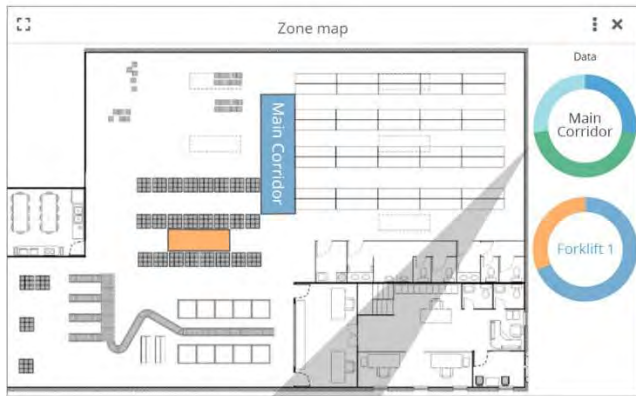 Zone map
Data
Main Corridor
Main
Corridor
Forklift 1